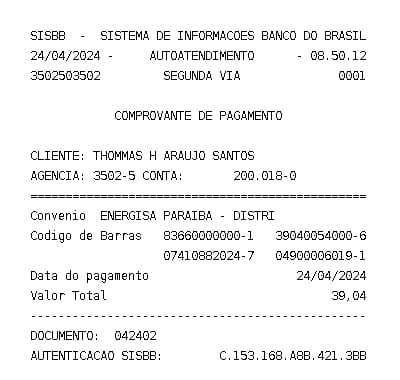 SISBB - SISTEMA DE INFORMACOES BANCO DO BRASIL
24/04/2024 - AUTOATENDIMENTO - 08.50.12
3502503502 SEGUNDA VIA 0001
COMPROVANTE DE PAGAMENTO
CLIENTE: THOMMAS H ARAUJO SANTOS
AGENCIA: 3502-5 CONTA: 200.018-0
================================================
Convenio ENERGISA PARAIBA - DISTRI
Codigo de Barras 83660000000-1 39040054000-6
07410882024-7 04900006019-1
Data do pagamento 24/04/2024
Valor Total 39,04
------------------------------------------------
DOCUMENTO: 042402
AUTENTICACAO SISBB: C.153.168.A8B.421.3BB